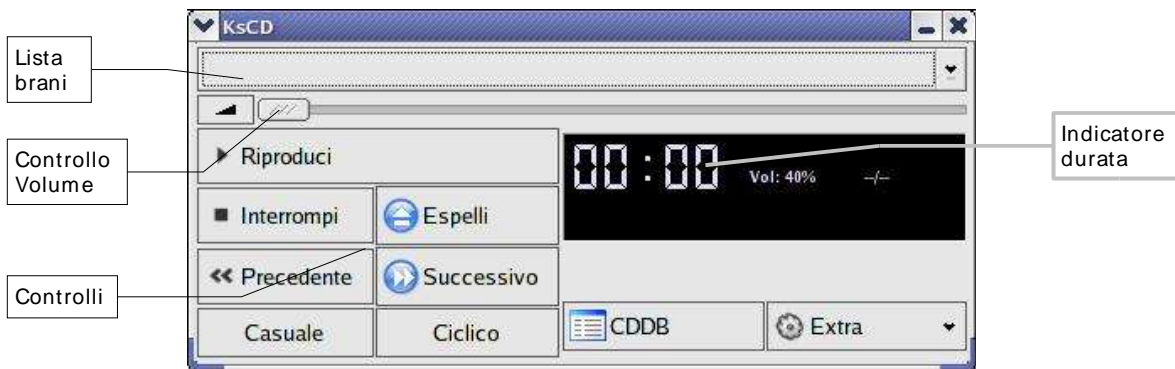 KsCD
Lista
brani
Controllo
Volume
Controlli
Riproduci
Interrompi
Espelli
Precedente
Successivo
Casuale
Ciclico
00:00
Vol: 40%
--/--
CDDB
Extra
Indicatore
durata